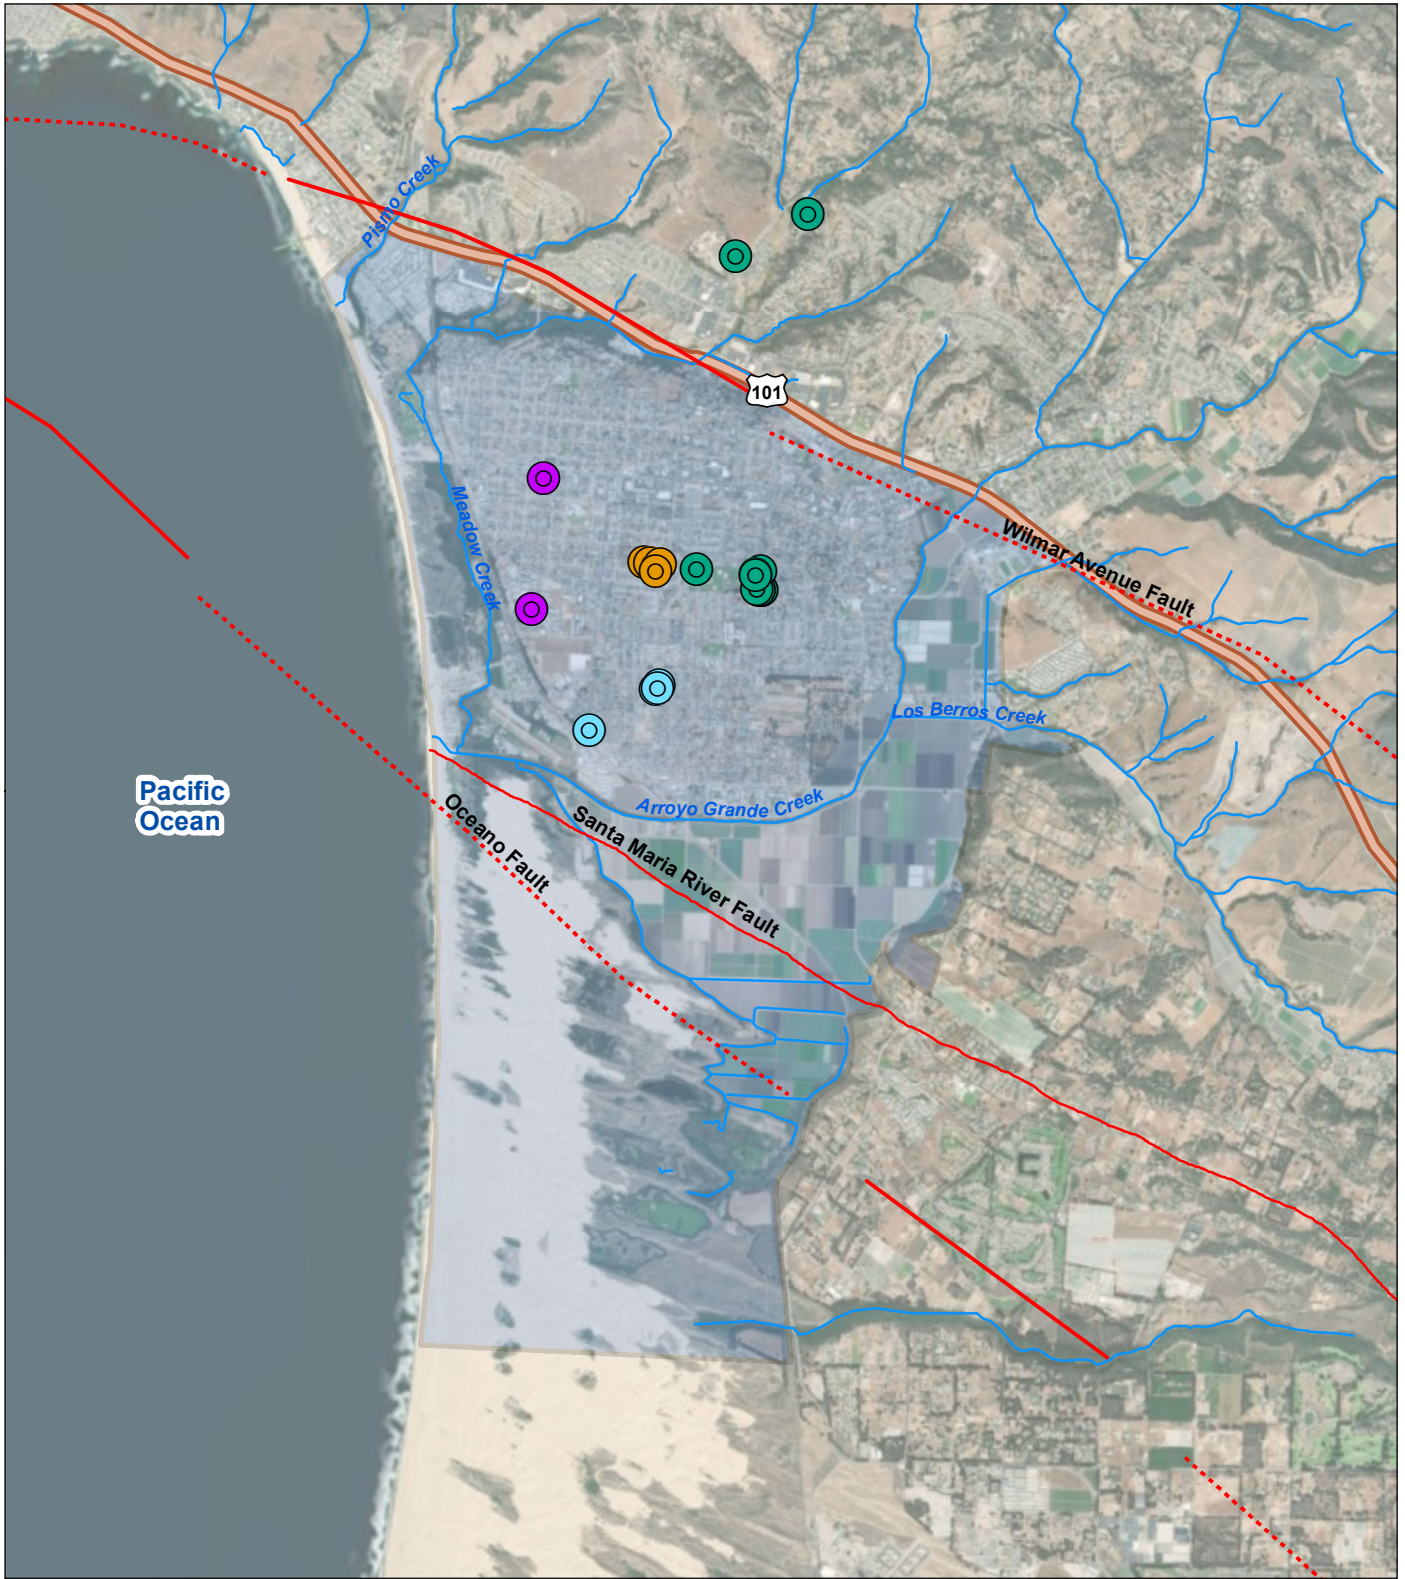 Pismo Creek
101
Meadow Creek
Wilmar Avenue Fault
Los Berros Creek
Pacific
Ocean
Arroyo Grande Creek
Oceano Fault
Santa Maria River Fault